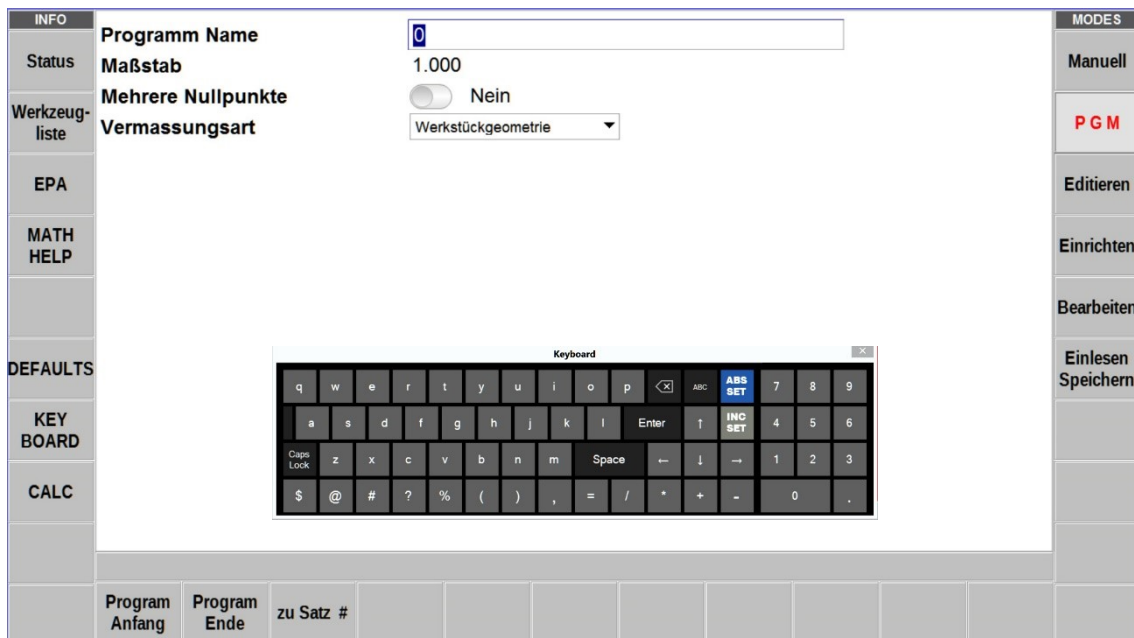 INFO
Status
Werkzeug-
liste
EPA
MATH
HELP
DEFAULTS
KEY
BOARD
CALC
Programm Name 0
Maßstab 1.000
Mehrere Nullpunkte Nein
Vermassungsart Werkstückgeometrie
Keyboard
q w e r t y u i o p ABC ABS SET 7 8 9
a s d f g h j k l Enter ↑ INC SET 4 5 6
Caps Lock z x c v b n m Space ← ↓ → 1 2 3
$ @ # ? % ( ) , = / * + - 0 .
Program
Anfang
Program
Ende
zu Satz #
MODES
Manuell
P G M
Editieren
Einrichten
Bearbeiten
Einlesen
Speichern